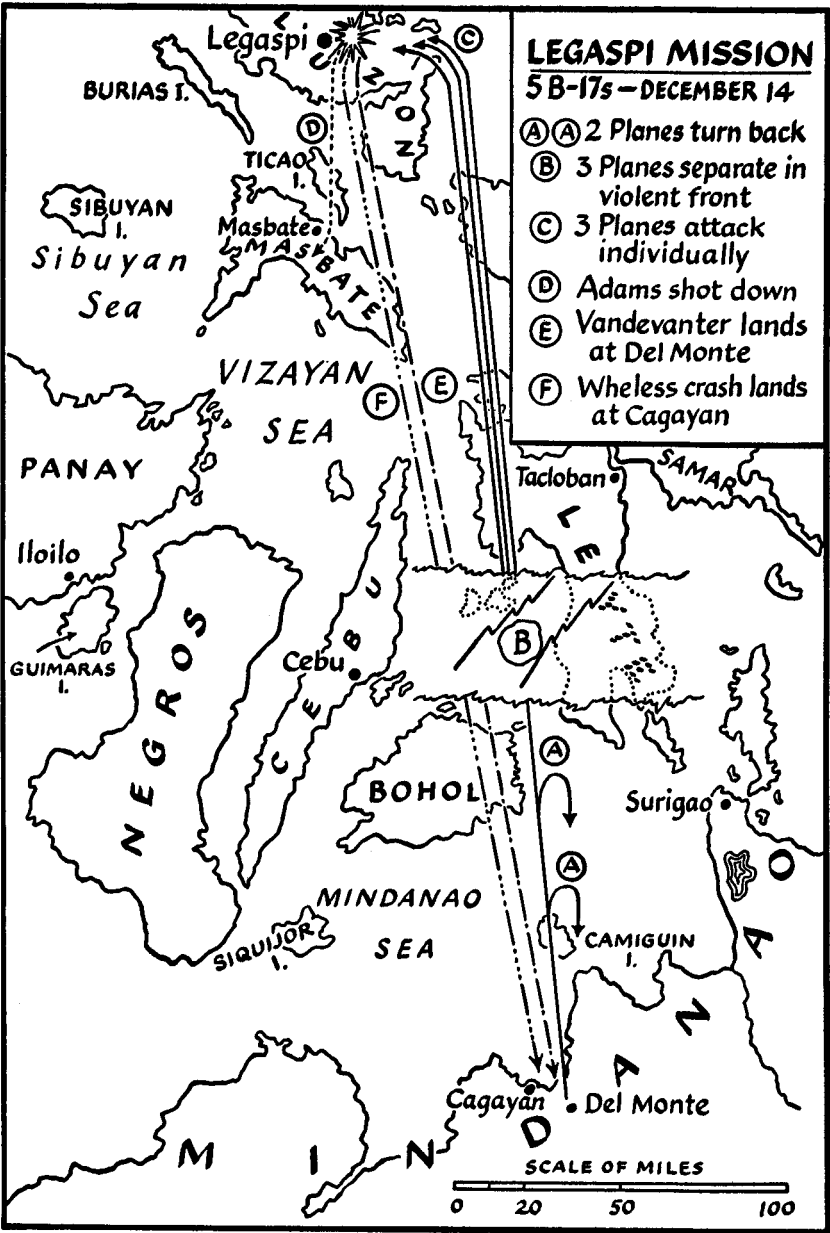 LEGASPI MISSION
5 B-17s — DECEMBER 14
Ⓐ Ⓐ 2 Planes turn back
Ⓑ 3 Planes separate in
violent front
Ⓒ 3 Planes attack
individually
Ⓓ Adams shot down
Ⓔ Vandevanter lands
at Del Monte
Ⓕ Wheless crash lands
at Cagayan
Legaspi
Ⓒ
LUZON
BURIAS I.
Ⓓ
TICAO
I.
SIBUYAN
I.
Masbate
MASBATE
Sibuyan
Sea
VIZAYAN
SEA
Ⓕ
Ⓔ
PANAY
Tacloban
SAMAR
LE
Iloilo
GUIMARAS
I.
NEGROS
CEBU
Cebu
Ⓑ
Ⓐ
BOHOL
Surigao
Ⓐ
MINDANAO
SEA
SIQUIJOR
I.
CAMIGUIN
I.
Cagayan
Del Monte
MINDANAO
SCALE OF MILES
0 20 50 100